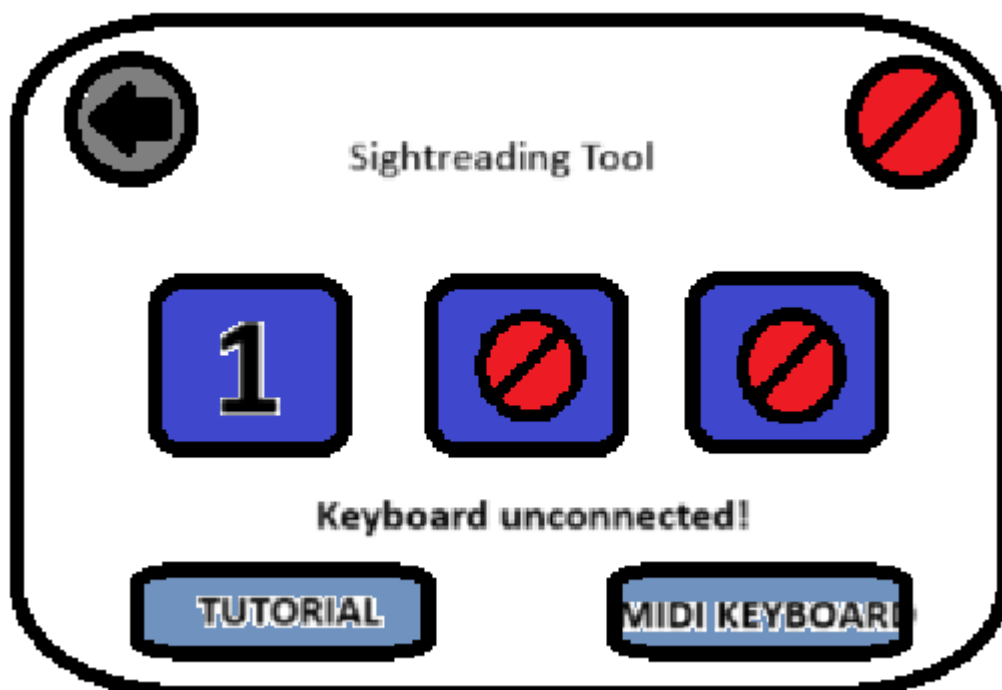 Sightreading Tool
1
Keyboard unconnected!
TUTORIAL
MIDI KEYBOARD